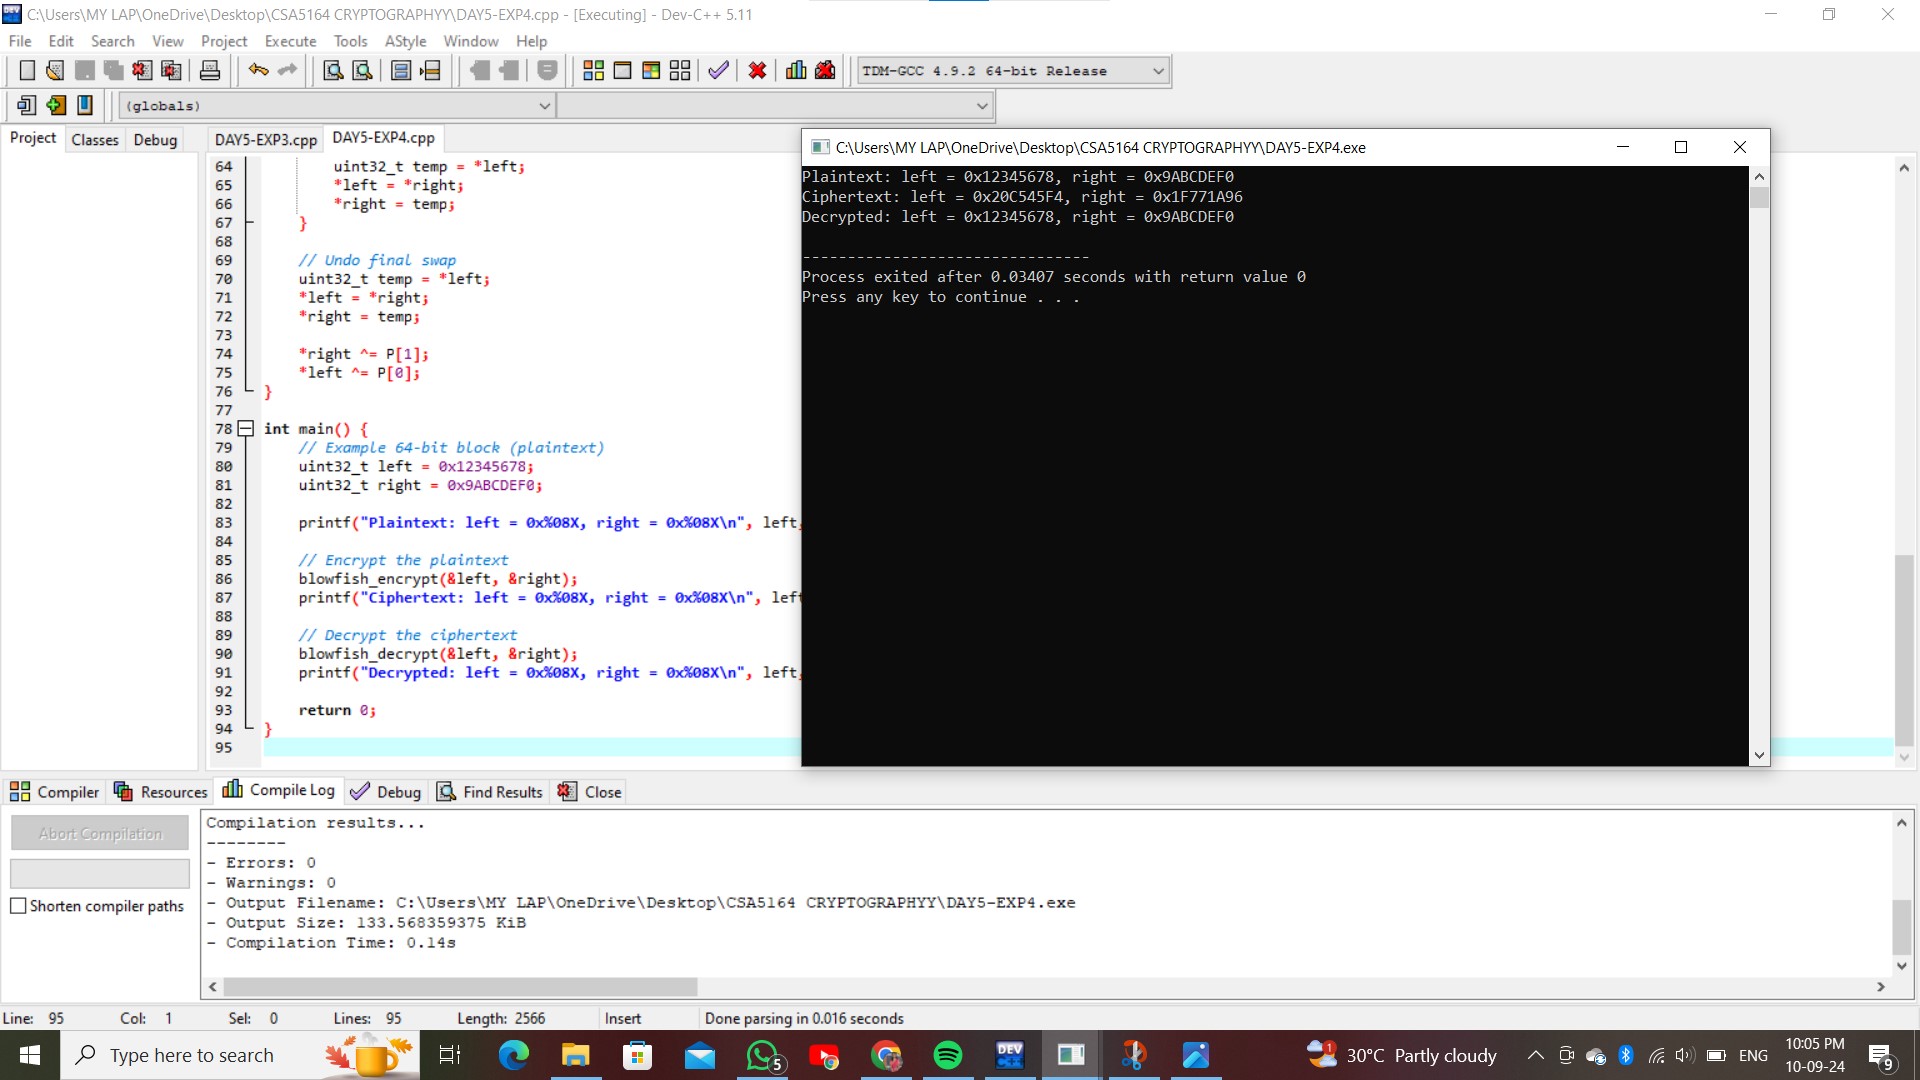 C:\Users\MY LAP\OneDrive\Desktop\CSA5164 CRYPTOGRAPHYY\DAY5-EXP4.cpp - [Executing] - Dev-C++ 5.11
File Edit Search View Project Execute Tools AStyle Window Help
TDM-GCC 4.9.2 64-bit Release
(globals)
Project Classes Debug
DAY5-EXP3.cpp DAY5-EXP4.cpp
64 uint32_t temp = *left;
65 *left = *right;
66 *right = temp;
67 }
68
69 // Undo final swap
70 uint32_t temp = *left;
71 *left = *right;
72 *right = temp;
73
74 *right ^= P[1];
75 *left ^= P[0];
76 }
77
78 int main() {
79 // Example 64-bit block (plaintext)
80 uint32_t left = 0x12345678;
81 uint32_t right = 0x9ABCDEF0;
82
83 printf("Plaintext: left = 0x%08X, right = 0x%08X\n", left,
84
85 // Encrypt the plaintext
86 blowfish_encrypt(&left, &right);
87 printf("Ciphertext: left = 0x%08X, right = 0x%08X\n", left
88
89 // Decrypt the ciphertext
90 blowfish_decrypt(&left, &right);
91 printf("Decrypted: left = 0x%08X, right = 0x%08X\n", left,
92
93 return 0;
94 }
95
C:\Users\MY LAP\OneDrive\Desktop\CSA5164 CRYPTOGRAPHYY\DAY5-EXP4.exe
Plaintext: left = 0x12345678, right = 0x9ABCDEF0
Ciphertext: left = 0x20C545F4, right = 0x1F771A96
Decrypted: left = 0x12345678, right = 0x9ABCDEF0
--------------------------------
Process exited after 0.03407 seconds with return value 0
Press any key to continue . . .
Compiler Resources Compile Log Debug Find Results Close
Abort Compilation
Shorten compiler paths
Compilation results...
--------
- Errors: 0
- Warnings: 0
- Output Filename: C:\Users\MY LAP\OneDrive\Desktop\CSA5164 CRYPTOGRAPHYY\DAY5-EXP4.exe
- Output Size: 133.568359375 KiB
- Compilation Time: 0.14s
Line: 95 Col: 1 Sel: 0 Lines: 95 Length: 2566 Insert Done parsing in 0.016 seconds
Type here to search
DEV
C++
5
1
30°C Partly cloudy
ENG
10:05 PM
10-09-24
9